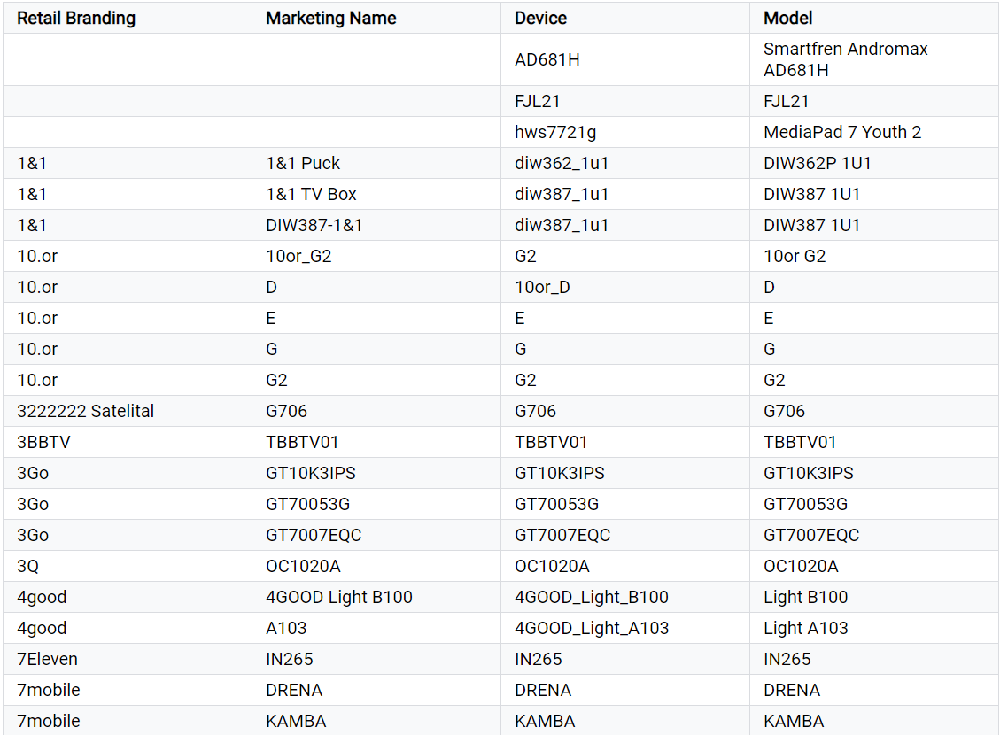 Retail Branding Marketing Name Device Model
AD681H Smartfren Andromax
AD681H
FJL21 FJL21
hws7721g MediaPad 7 Youth 2
1&1 1&1 Puck diw362_1u1 DIW362P 1U1
1&1 1&1 TV Box diw387_1u1 DIW387 1U1
1&1 DIW387-1&1 diw387_1u1 DIW387 1U1
10.or 10or_G2 G2 10or G2
10.or D 10or_D D
10.or E E E
10.or G G G
10.or G2 G2 G2
3222222 Satelital G706 G706 G706
3BBTV TBBTV01 TBBTV01 TBBTV01
3Go GT10K3IPS GT10K3IPS GT10K3IPS
3Go GT70053G GT70053G GT70053G
3Go GT7007EQC GT7007EQC GT7007EQC
3Q OC1020A OC1020A OC1020A
4good 4GOOD Light B100 4GOOD_Light_B100 Light B100
4good A103 4GOOD_Light_A103 Light A103
7Eleven IN265 IN265 IN265
7mobile DRENA DRENA DRENA
7mobile KAMBA KAMBA KAMBA